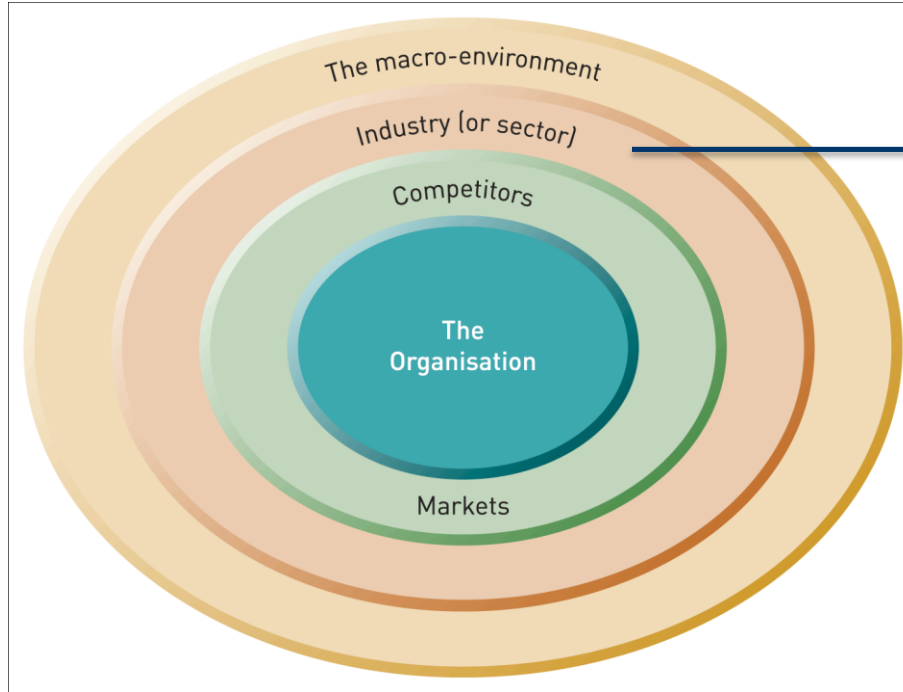 The macro-environment
Industry (or sector)
Competitors
The
Organisation
Markets